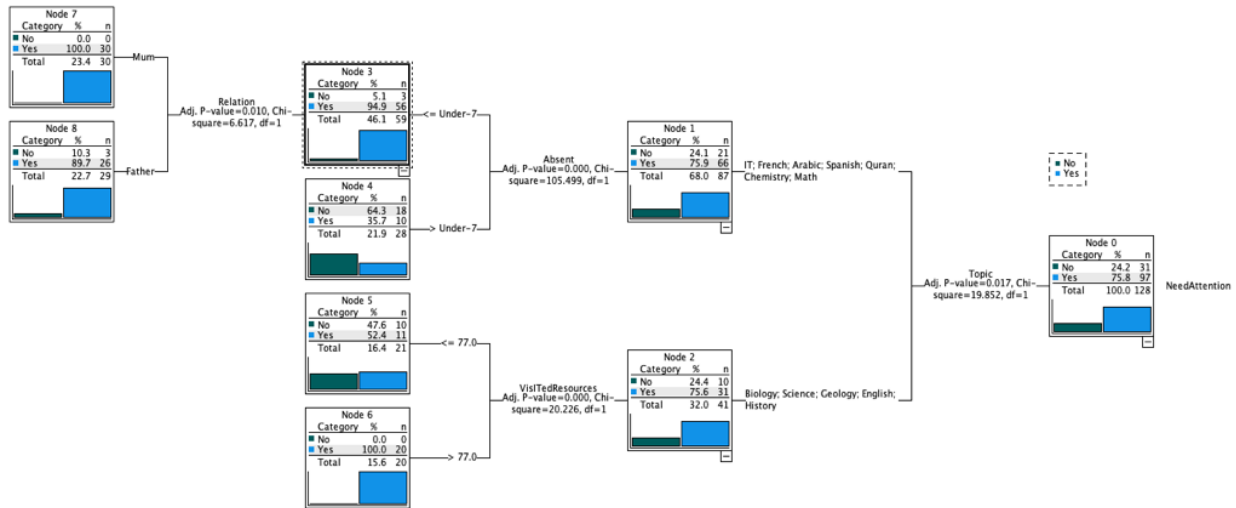 Node 7
Category % n
No 0.0 0
Yes 100.0 30
Total 23.4 30
Mum
Node 8
Category % n
No 10.3 3
Yes 89.7 26
Total 22.7 29
Father
Relation
Adj. P-value=0.010, Chi-
square=6.617, df=1
Node 3
Category % n
No 5.1 3
Yes 94.9 56
Total 46.1 59
<= Under-7
Node 4
Category % n
No 64.3 18
Yes 35.7 10
Total 21.9 28
> Under-7
Absent
Adj. P-value=0.000, Chi-
square=105.499, df=1
Node 5
Category % n
No 47.6 10
Yes 52.4 11
Total 16.4 21
<= 77.0
Node 6
Category % n
No 0.0 0
Yes 100.0 20
Total 15.6 20
> 77.0
VisITedResources
Adj. P-value=0.000, Chi-
square=20.226, df=1
Node 1
Category % n
No 24.1 21
Yes 75.9 66
Total 68.0 87
IT; French; Arabic; Spanish; Quran;
Chemistry; Math
Node 2
Category % n
No 24.4 10
Yes 75.6 31
Total 32.0 41
Biology; Science; Geology; English;
History
Topic
Adj. P-value=0.017, Chi-
square=19.852, df=1
No
Yes
Node 0
Category % n
No 24.2 31
Yes 75.8 97
Total 100.0 128
NeedAttention